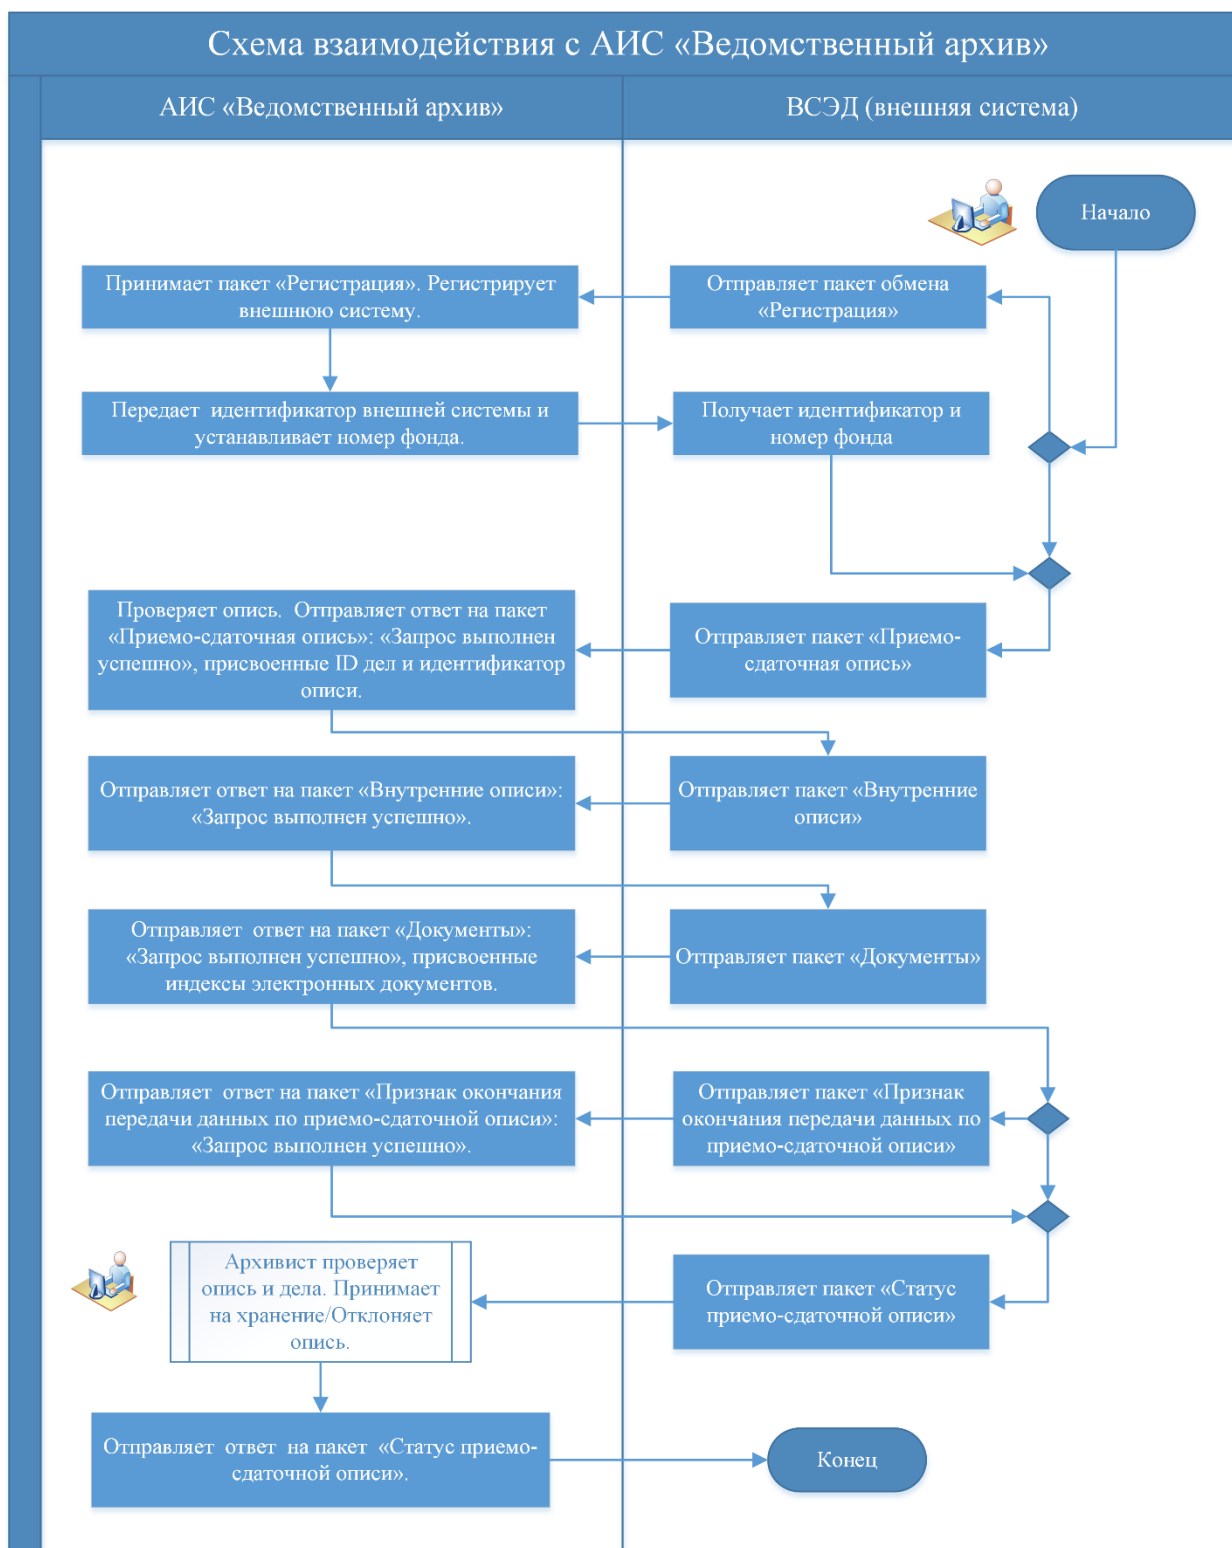 Схема взаимодействия с АИС «Ведомственный архив»
АИС «Ведомственный архив»
ВСЭД (внешняя система)
Начало
Принимает пакет «Регистрация». Регистрирует
внешнюю систему.
Отправляет пакет обмена
«Регистрация»
Передает идентификатор внешней системы и
устанавливает номер фонда.
Получает идентификатор и
номер фонда
Проверяет опись. Отправляет ответ на пакет
«Приемо-сдаточная опись»: «Запрос выполнен
успешно», присвоенные ID дел и идентификатор
описи.
Отправляет пакет «Приемо-
сдаточная опись»
Отправляет ответ на пакет «Внутренние описи»:
«Запрос выполнен успешно».
Отправляет пакет «Внутренние
описи»
Отправляет ответ на пакет «Документы»:
«Запрос выполнен успешно», присвоенные
индексы электронных документов.
Отправляет пакет «Документы»
Отправляет ответ на пакет «Признак окончания
передачи данных по приемо-сдаточной описи»:
«Запрос выполнен успешно».
Отправляет пакет «Признак
окончания передачи данных по
приемо-сдаточной описи»
Архивист проверяет
опись и дела. Принимает
на хранение/Отклоняет
опись.
Отправляет пакет «Статус
приемо-сдаточной описи»
Отправляет ответ на пакет «Статус приемо-
сдаточной описи».
Конец